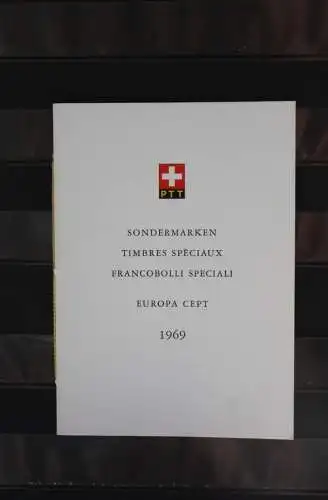 PTT
SONDERMARKEN
TIMBRES SPÉCIAUX
FRANCOBOLLI SPECIALI
EUROPA CEPT
1969